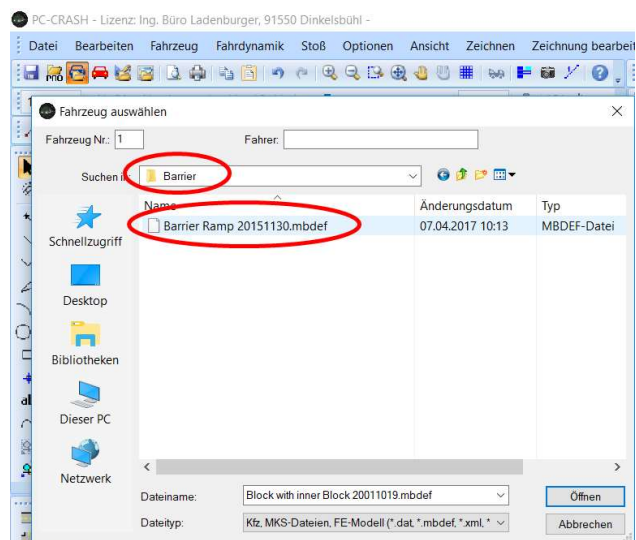 PC-CRASH - Lizenz: Ing. Büro Ladenburger, 91550 Dinkelsbühl -
Datei Bearbeiten Fahrzeug Fahrdynamik Stoß Optionen Ansicht Zeichnen Zeichnung bearbei
Fahrzeug auswählen
Fahrzeug Nr.: 1 Fahrer:
Suchen in: Barrier
Name Änderungsdatum Typ
Barrier Ramp 20151130.mbdef 07.04.2017 10:13 MBDEF-Datei
Schnellzugriff
Desktop
Bibliotheken
Dieser PC
Netzwerk
Dateiname: Block with inner Block 20011019.mbdef Öffnen
Dateityp: Kfz, MKS-Dateien, FE-Modell (*.dat, *.mbdef, *.xml, * Abbrechen